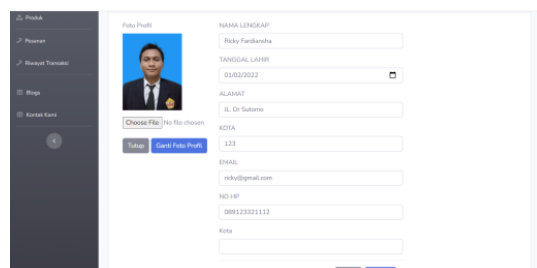 Produk
Pesanan
Riwayat Transaksi
Blogs
Kontak Kami
Foto Profil
Choose File No file chosen
Tutup
Ganti Foto Profil
NAMA LENGKAP
Ricky Fardiansha
TANGGAL LAHIR
01/02/2022
ALAMAT
JL. Dr Sutomo
KOTA
123
EMAIL
ricky@gmail.com
NO HP
089123321112
Kota